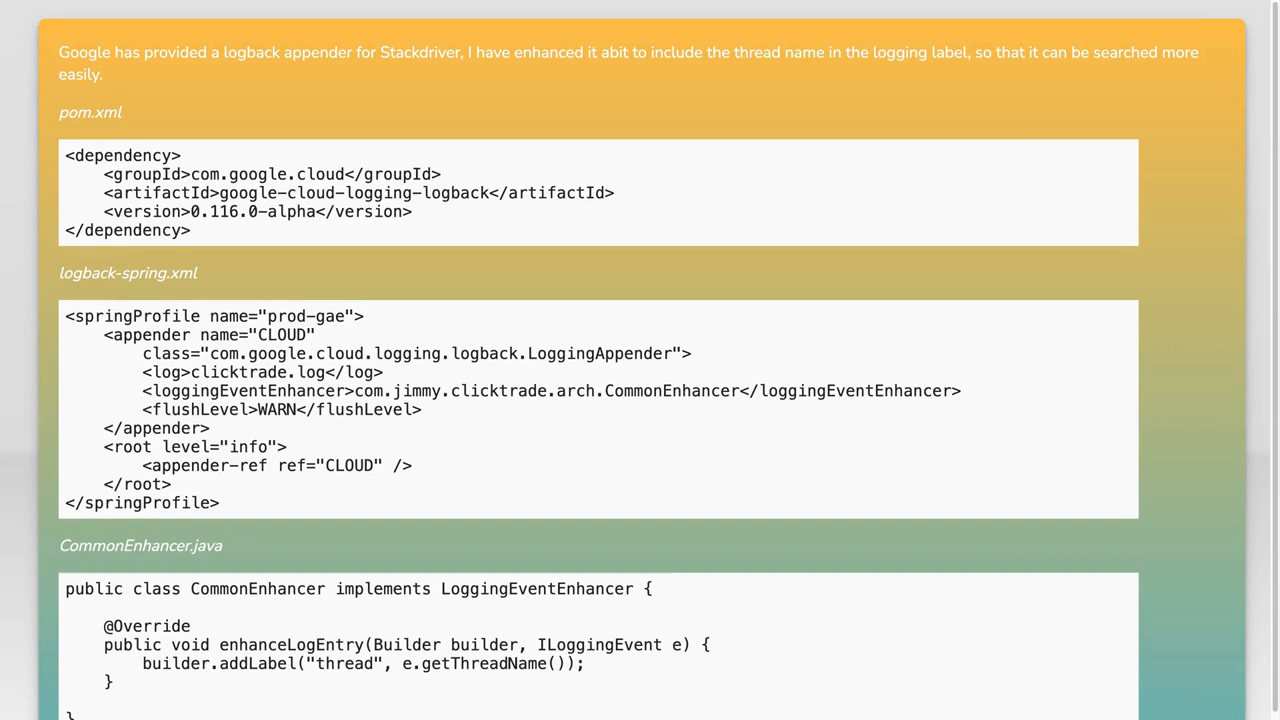 Google has provided a logback appender for Stackdriver, I have enhanced it abit to include the thread name in the logging label, so that it can be searched more
easily.
pom.xml
<dependency>
    <groupId>com.google.cloud</groupId>
    <artifactId>google-cloud-logging-logback</artifactId>
    <version>0.116.0-alpha</version>
</dependency>
logback-spring.xml
<springProfile name="prod-gae">
    <appender name="CLOUD"
        class="com.google.cloud.logging.logback.LoggingAppender">
        <log>clicktrade.log</log>
        <loggingEventEnhancer>com.jimmy.clicktrade.arch.CommonEnhancer</loggingEventEnhancer>
        <flushLevel>WARN</flushLevel>
    </appender>
    <root level="info">
        <appender-ref ref="CLOUD" />
    </root>
</springProfile>
CommonEnhancer.java
public class CommonEnhancer implements LoggingEventEnhancer {
    @Override
    public void enhanceLogEntry(Builder builder, ILoggingEvent e) {
        builder.addLabel("thread", e.getThreadName());
    }
}